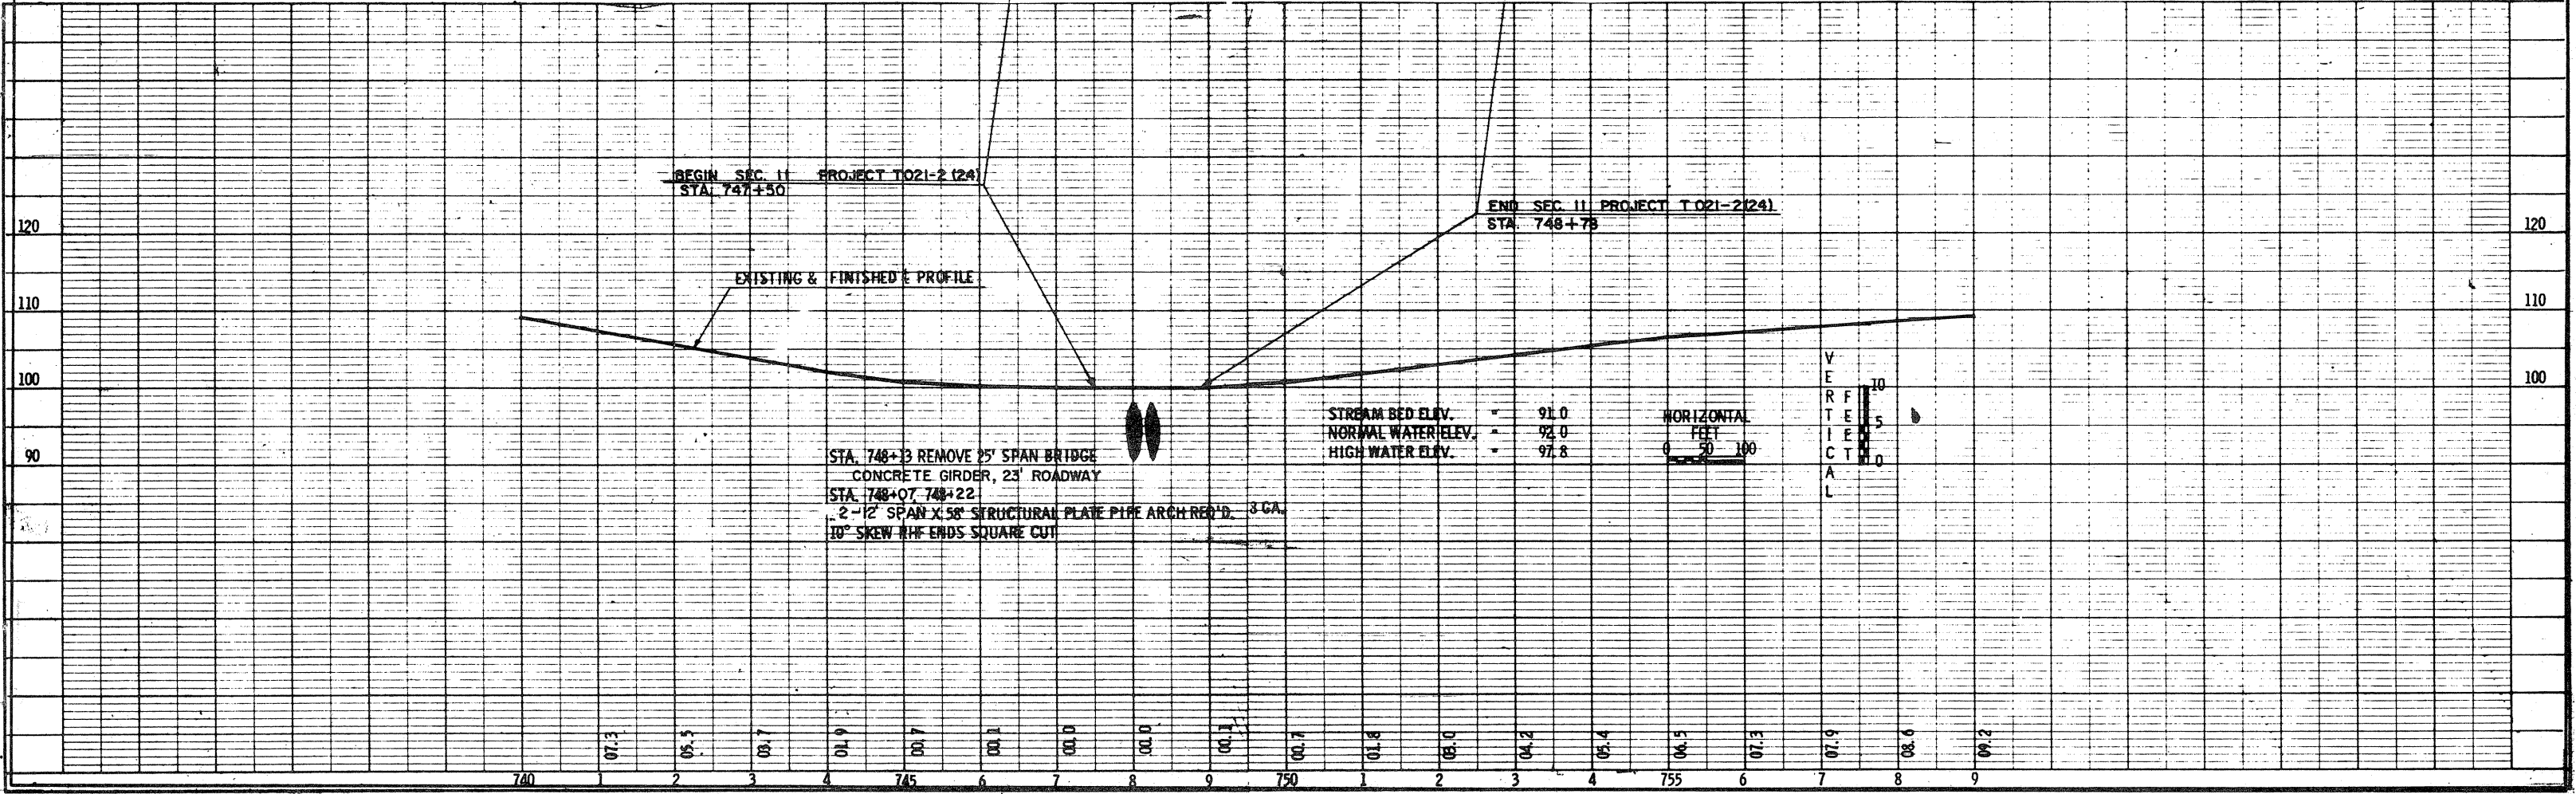 BEGIN SEC. 11 PROJECT T021-2 (24)
STA. 747+50
END SEC. 11 PROJECT T 021-2(24)
STA. 748+78
120
120
EXISTING & FINISHED ℄ PROFILE
110
110
100
100
90
STA. 748+13 REMOVE 25' SPAN BRIDGE
CONCRETE GIRDER, 23' ROADWAY
STA. 748+07, 748+22
2-12' SPAN X 58' STRUCTURAL PLATE PIPE ARCH REQ'D. 8 GA.
10° SKEW RHF ENDS SQUARE CUT
STREAM BED ELEV. = 91.0
NORMAL WATER ELEV. = 92.0
HIGH WATER ELEV. = 97.8
HORIZONTAL
FEET
0 50 100
VERTICAL
FEET
10
5
0
07.3 05.5 03.7 01.9 00.7 00.1 00.0 00.0 00.1 00.7 01.8 03.0 04.2 05.4 06.5 07.3 07.9 08.6 09.2
740 1 2 3 4 745 6 7 8 9 750 1 2 3 4 755 6 7 8 9